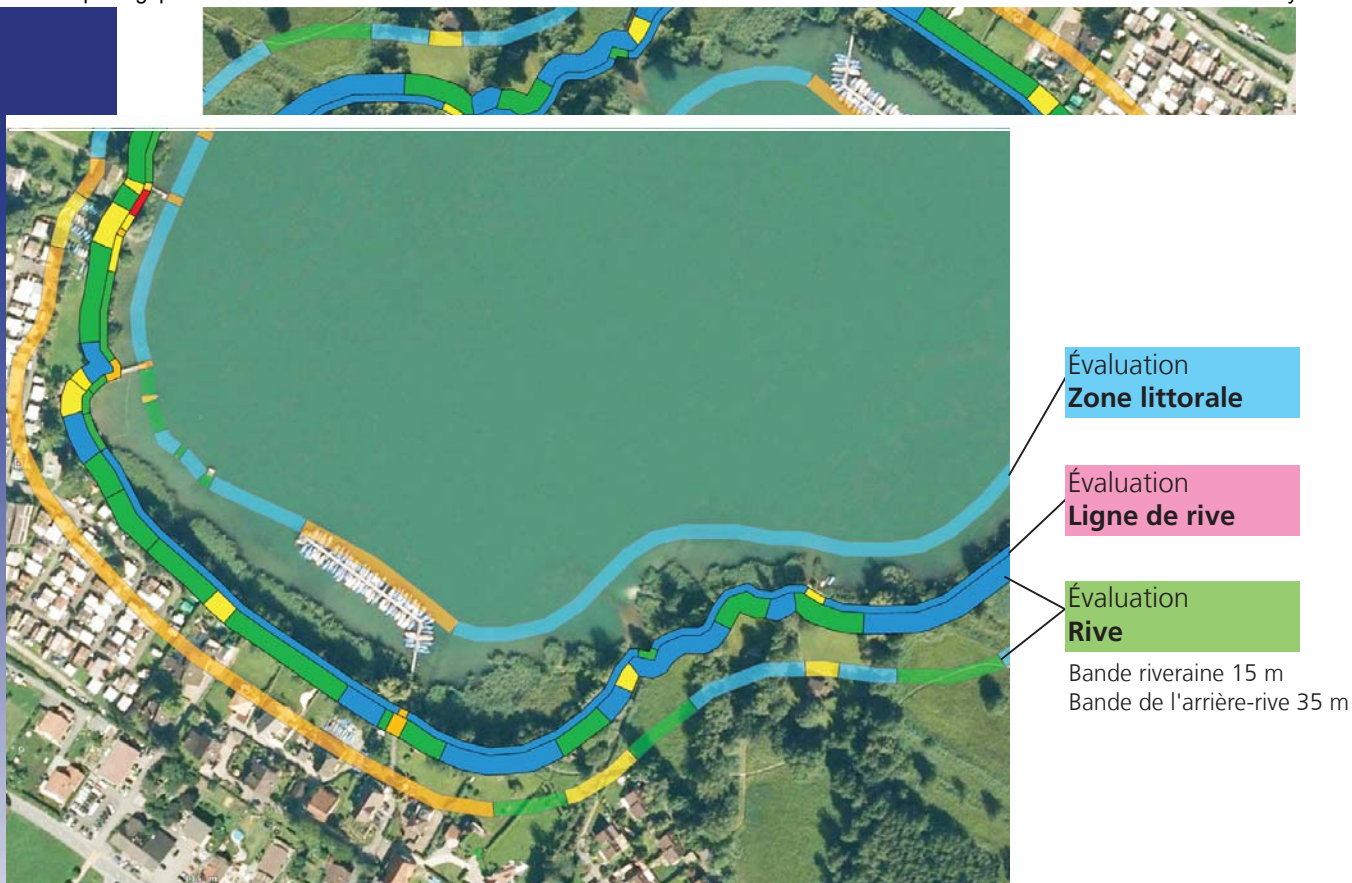 Évaluation
Zone littorale
Évaluation
Ligne de rive
Évaluation
Rive
Bande riveraine 15 m
Bande de l'arrière-rive 35 m